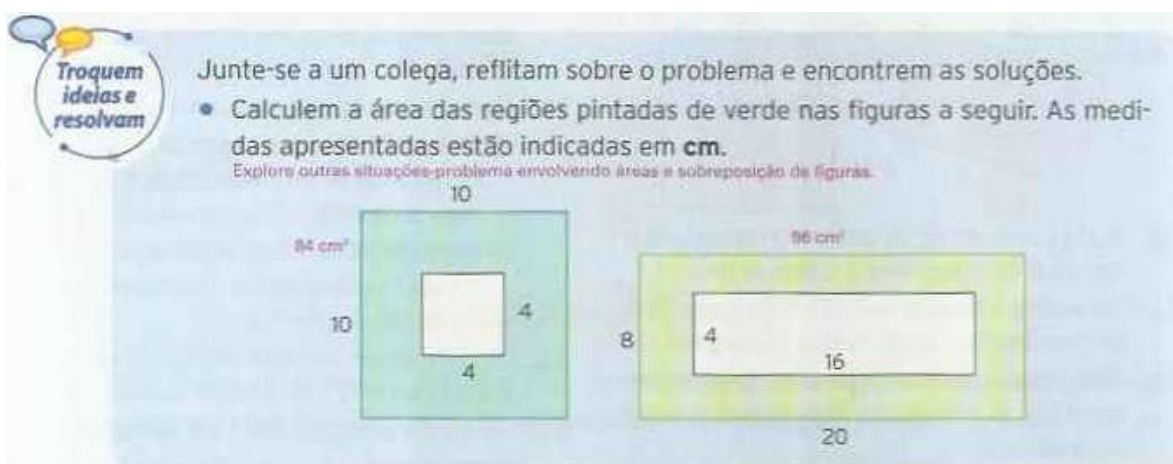 Troquem
ideias e
resolvam
Junte-se a um colega, reflitam sobre o problema e encontrem as soluções.
• Calculem a área das regiões pintadas de verde nas figuras a seguir. As medi-
das apresentadas estão indicadas em cm.
Explore outras situações-problema envolvendo áreas e sobreposição de figuras.
10
84 cm²
10
4
4
96 cm²
8
4
16
20